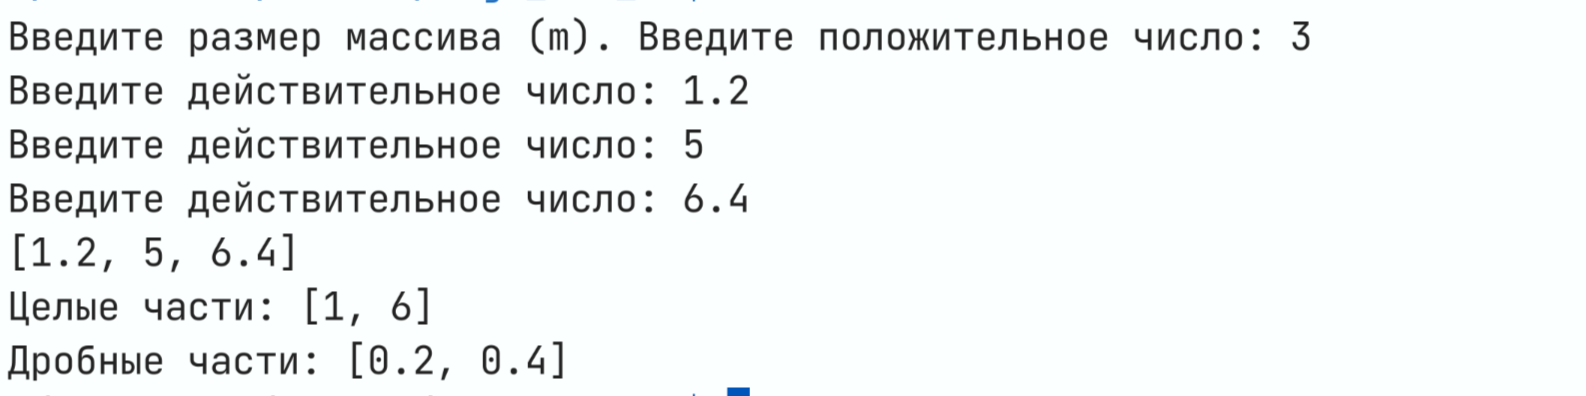 Введите размер массива (m). Введите положительное число: 3
Введите действительное число: 1.2
Введите действительное число: 5
Введите действительное число: 6.4
[1.2, 5, 6.4]
Целые части: [1, 6]
Дробные части: [0.2, 0.4]